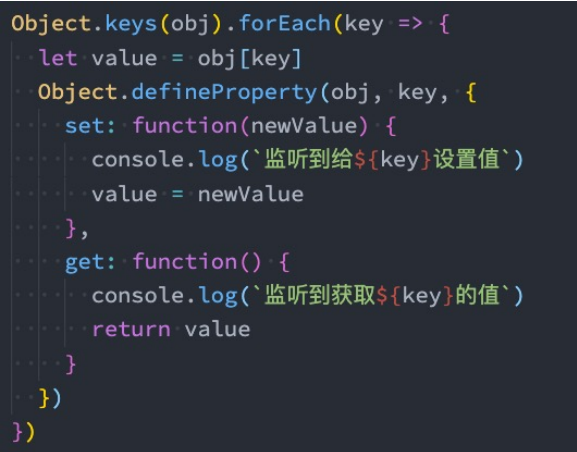 Object.keys(obj).forEach(key => {
  let value = obj[key]
  Object.defineProperty(obj, key, {
    set: function(newValue) {
      console.log(`监听到给${key}设置值`)
      value = newValue
    },
    get: function() {
      console.log(`监听到获取${key}的值`)
      return value
    }
  })
})